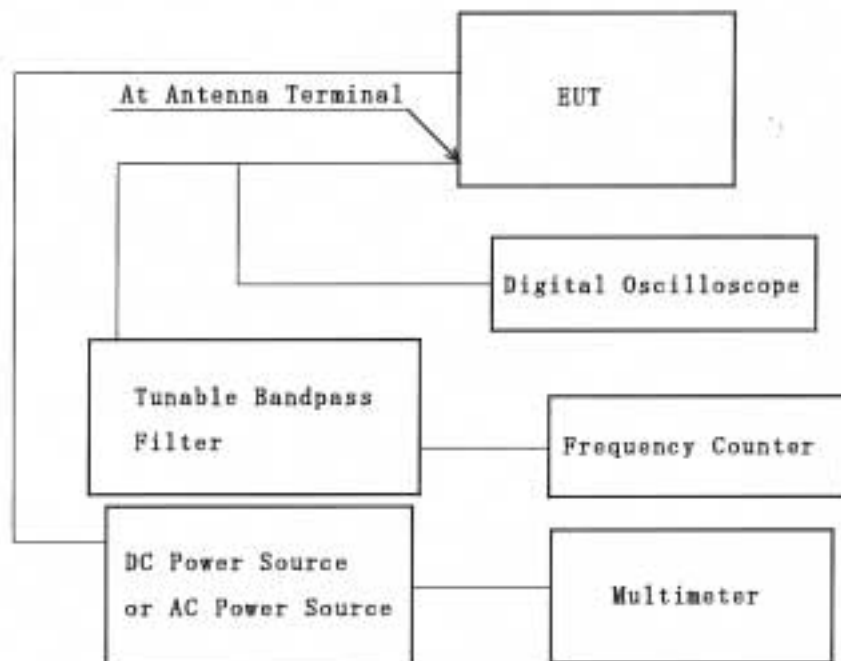 EUT
At Antenna Terminal
Digital Oscilloscope
Tunable Bandpass
Filter
Frequency Counter
DC Power Source
or AC Power Source
Multimeter